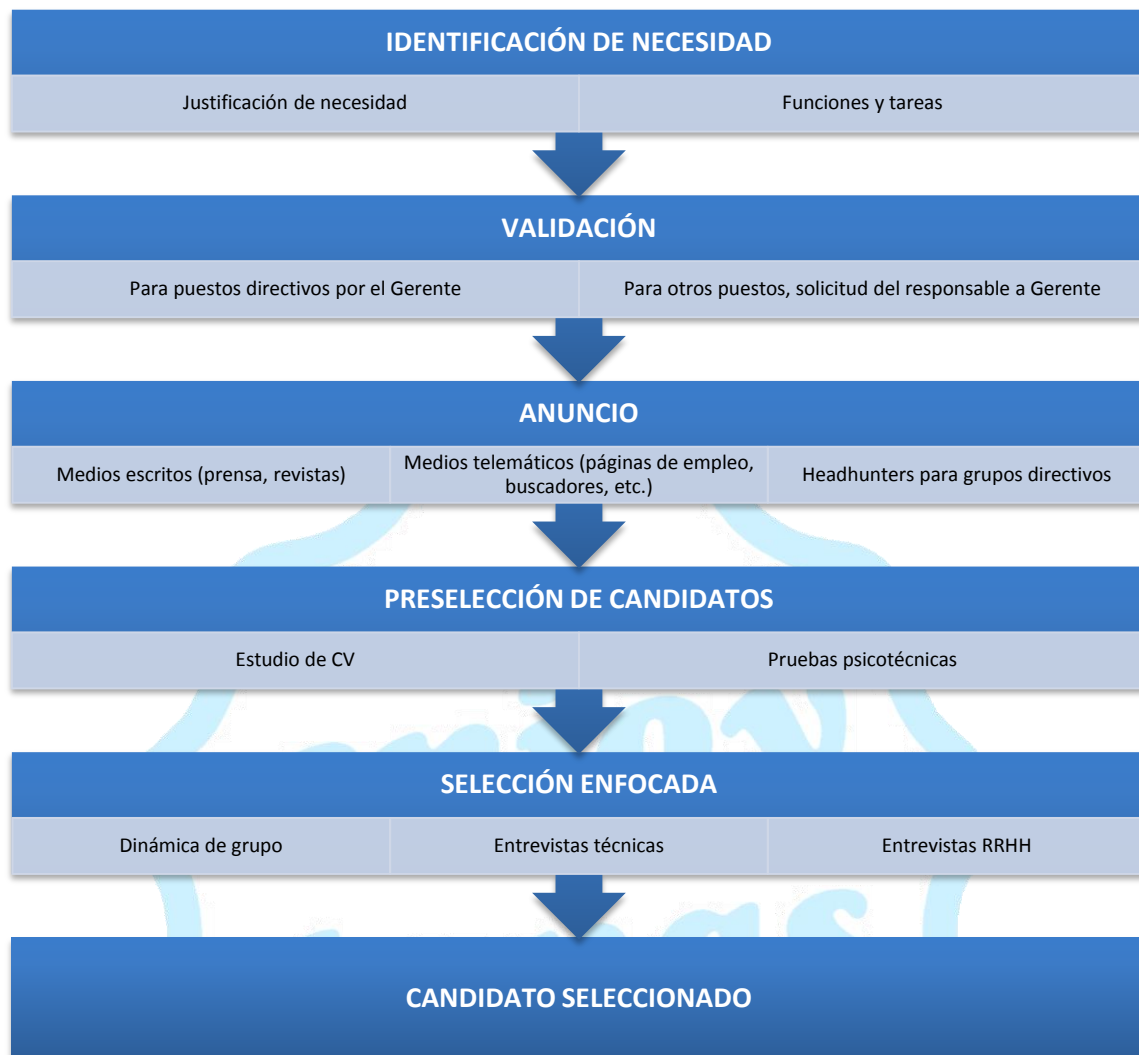 IDENTIFICACIÓN DE NECESIDAD
Justificación de necesidad
Funciones y tareas
VALIDACIÓN
Para puestos directivos por el Gerente
Para otros puestos, solicitud del responsable a Gerente
ANUNCIO
Medios escritos (prensa, revistas)
Medios telemáticos (páginas de empleo,
buscadores, etc.)
Headhunters para grupos directivos
PRESELECCIÓN DE CANDIDATOS
Estudio de CV
Pruebas psicotécnicas
SELECCIÓN ENFOCADA
Dinámica de grupo
Entrevistas técnicas
Entrevistas RRHH
CANDIDATO SELECCIONADO